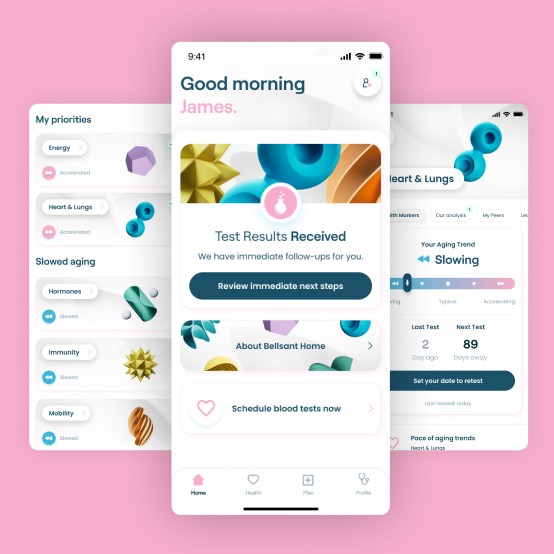 My priorities
Energy
Accelerated
Heart & Lungs
Accelerated
Slowed aging
Hormones
Slowed
Immunity
Slowed
Mobility
Slowed
9:41
1
Good morning
James.
Test Results Received
We have immediate follow-ups for you.
Review immediate next steps
About Bellsant Home
Schedule blood tests now
Home
Health
Plan
Profile
eart & Lungs
1
Markers Our analysis My Peers
Your Aging Trend
Slowing
Typical Accelerating
Last Test Next Test
2 89
Day ago Days away
Set your date to retest
Last revised: today
Pace of aging trends
Heart & Lungs